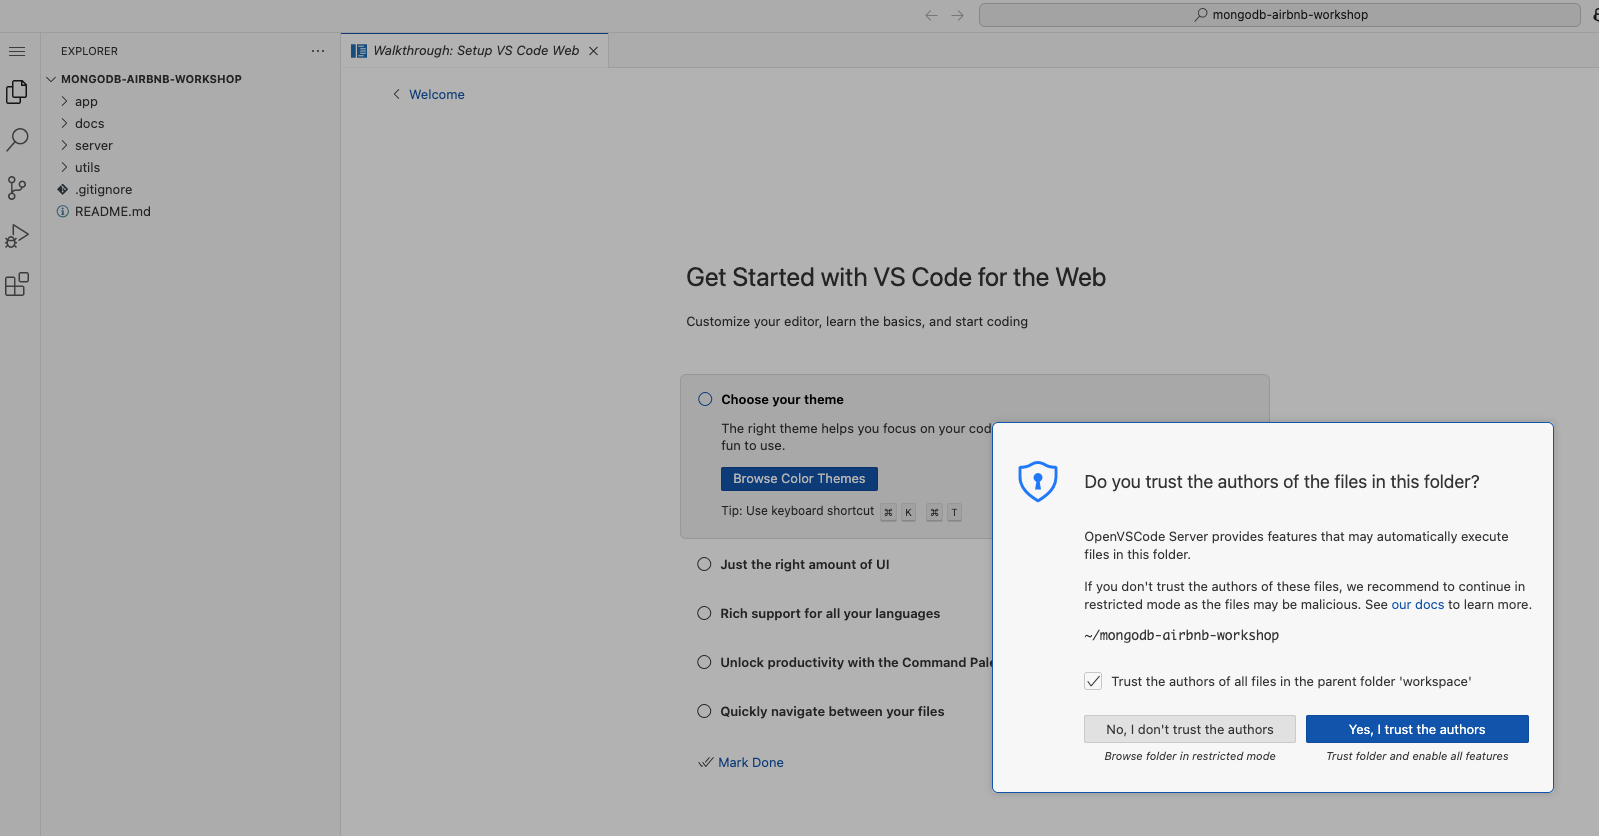 mongodb-airbnb-workshop
EXPLORER
Walkthrough: Setup VS Code Web
MONGODB-AIRBNB-WORKSHOP
app
docs
server
utils
.gitignore
README.md
Welcome
Get Started with VS Code for the Web
Customize your editor, learn the basics, and start coding
Choose your theme
The right theme helps you focus on your cod
fun to use.
Browse Color Themes
Tip: Use keyboard shortcut ⌘ K ⌘ T
Just the right amount of UI
Rich support for all your languages
Unlock productivity with the Command Pale
Quickly navigate between your files
Mark Done
Do you trust the authors of the files in this folder?
OpenVSCode Server provides features that may automatically execute
files in this folder.
If you don't trust the authors of these files, we recommend to continue in
restricted mode as the files may be malicious. See our docs to learn more.
~/mongodb-airbnb-workshop
Trust the authors of all files in the parent folder 'workspace'
No, I don't trust the authors
Yes, I trust the authors
Browse folder in restricted mode
Trust folder and enable all features